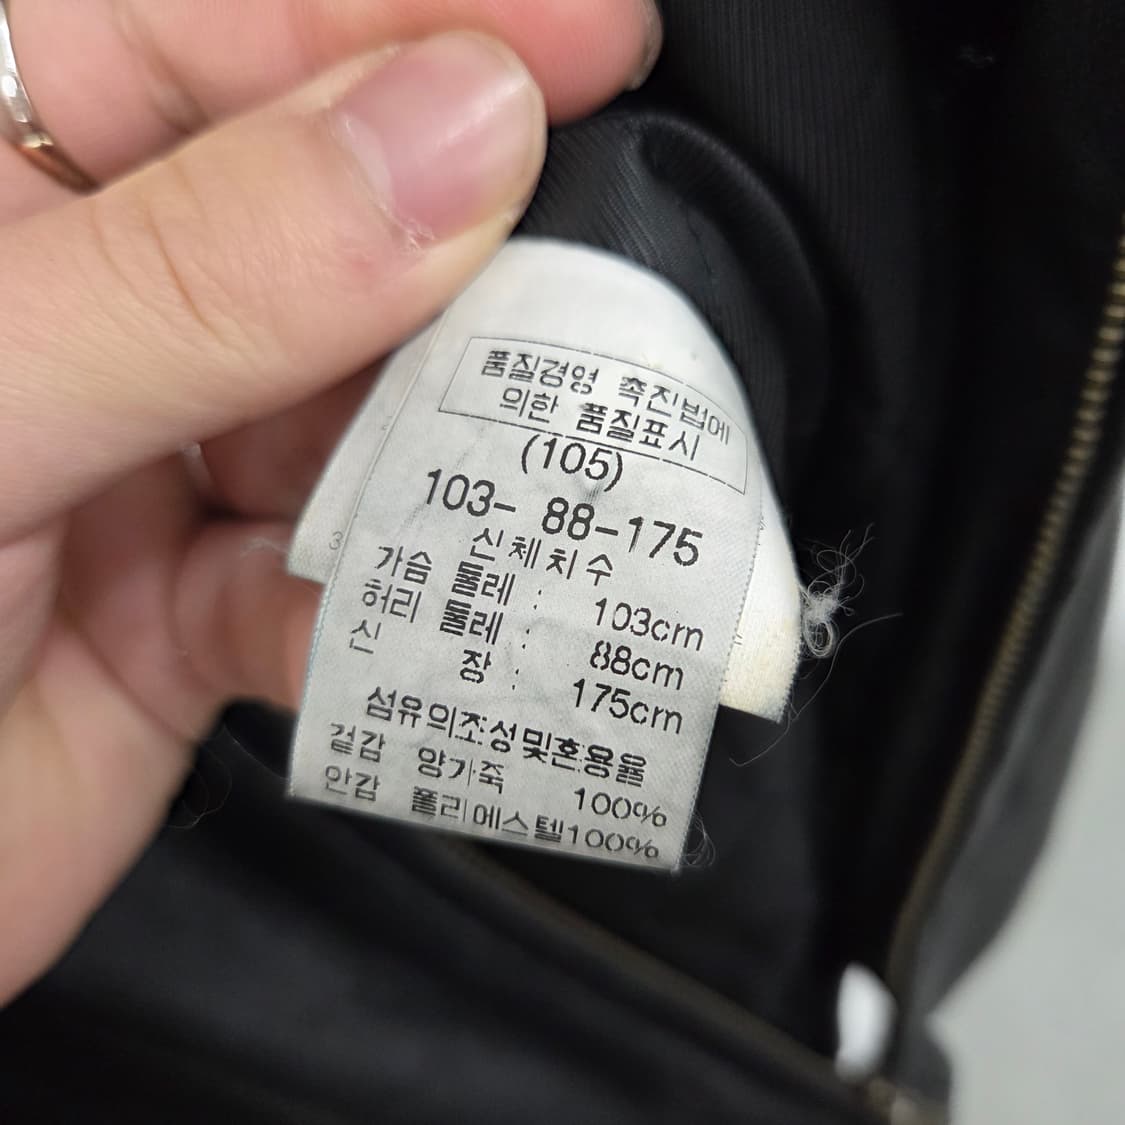 품질경영 촉진법에
의한 품질표시
(105)
103- 88-175
신체치수
가슴 둘레 : 103cm
허리 둘레 : 88cm
신 장 : 175cm
섬유의조성및혼용율
겉감 양가죽 100%
안감 폴리에스텔100%
3